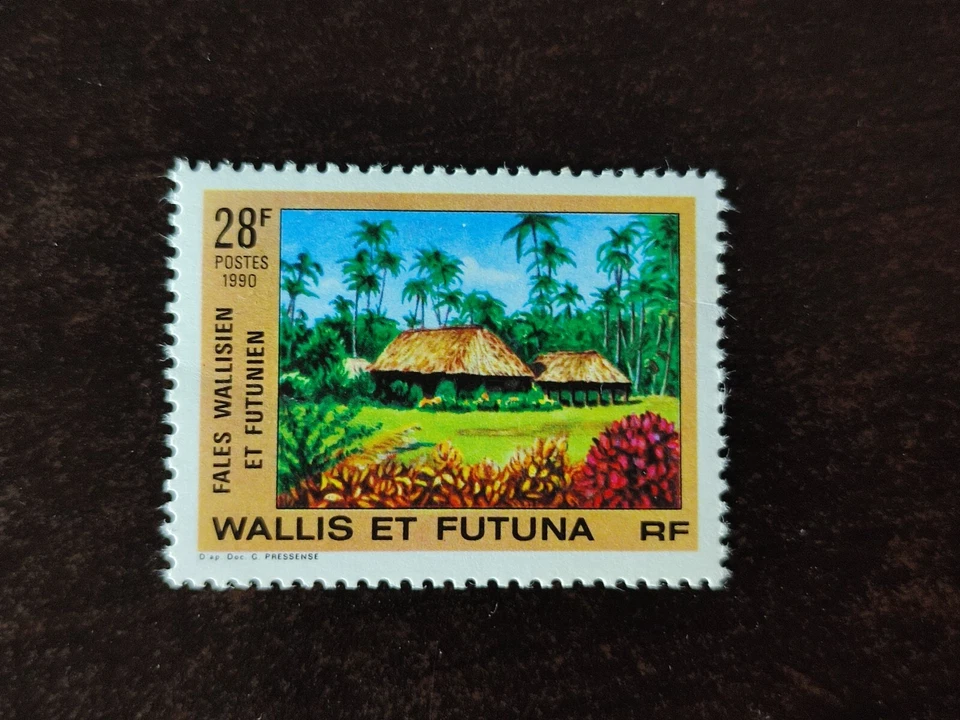 28F
POSTES
1990
FALES WALLISIEN
ET FUTUNIEN
WALLIS ET FUTUNA RF
D'ap. Doc. G. PRESSENSE